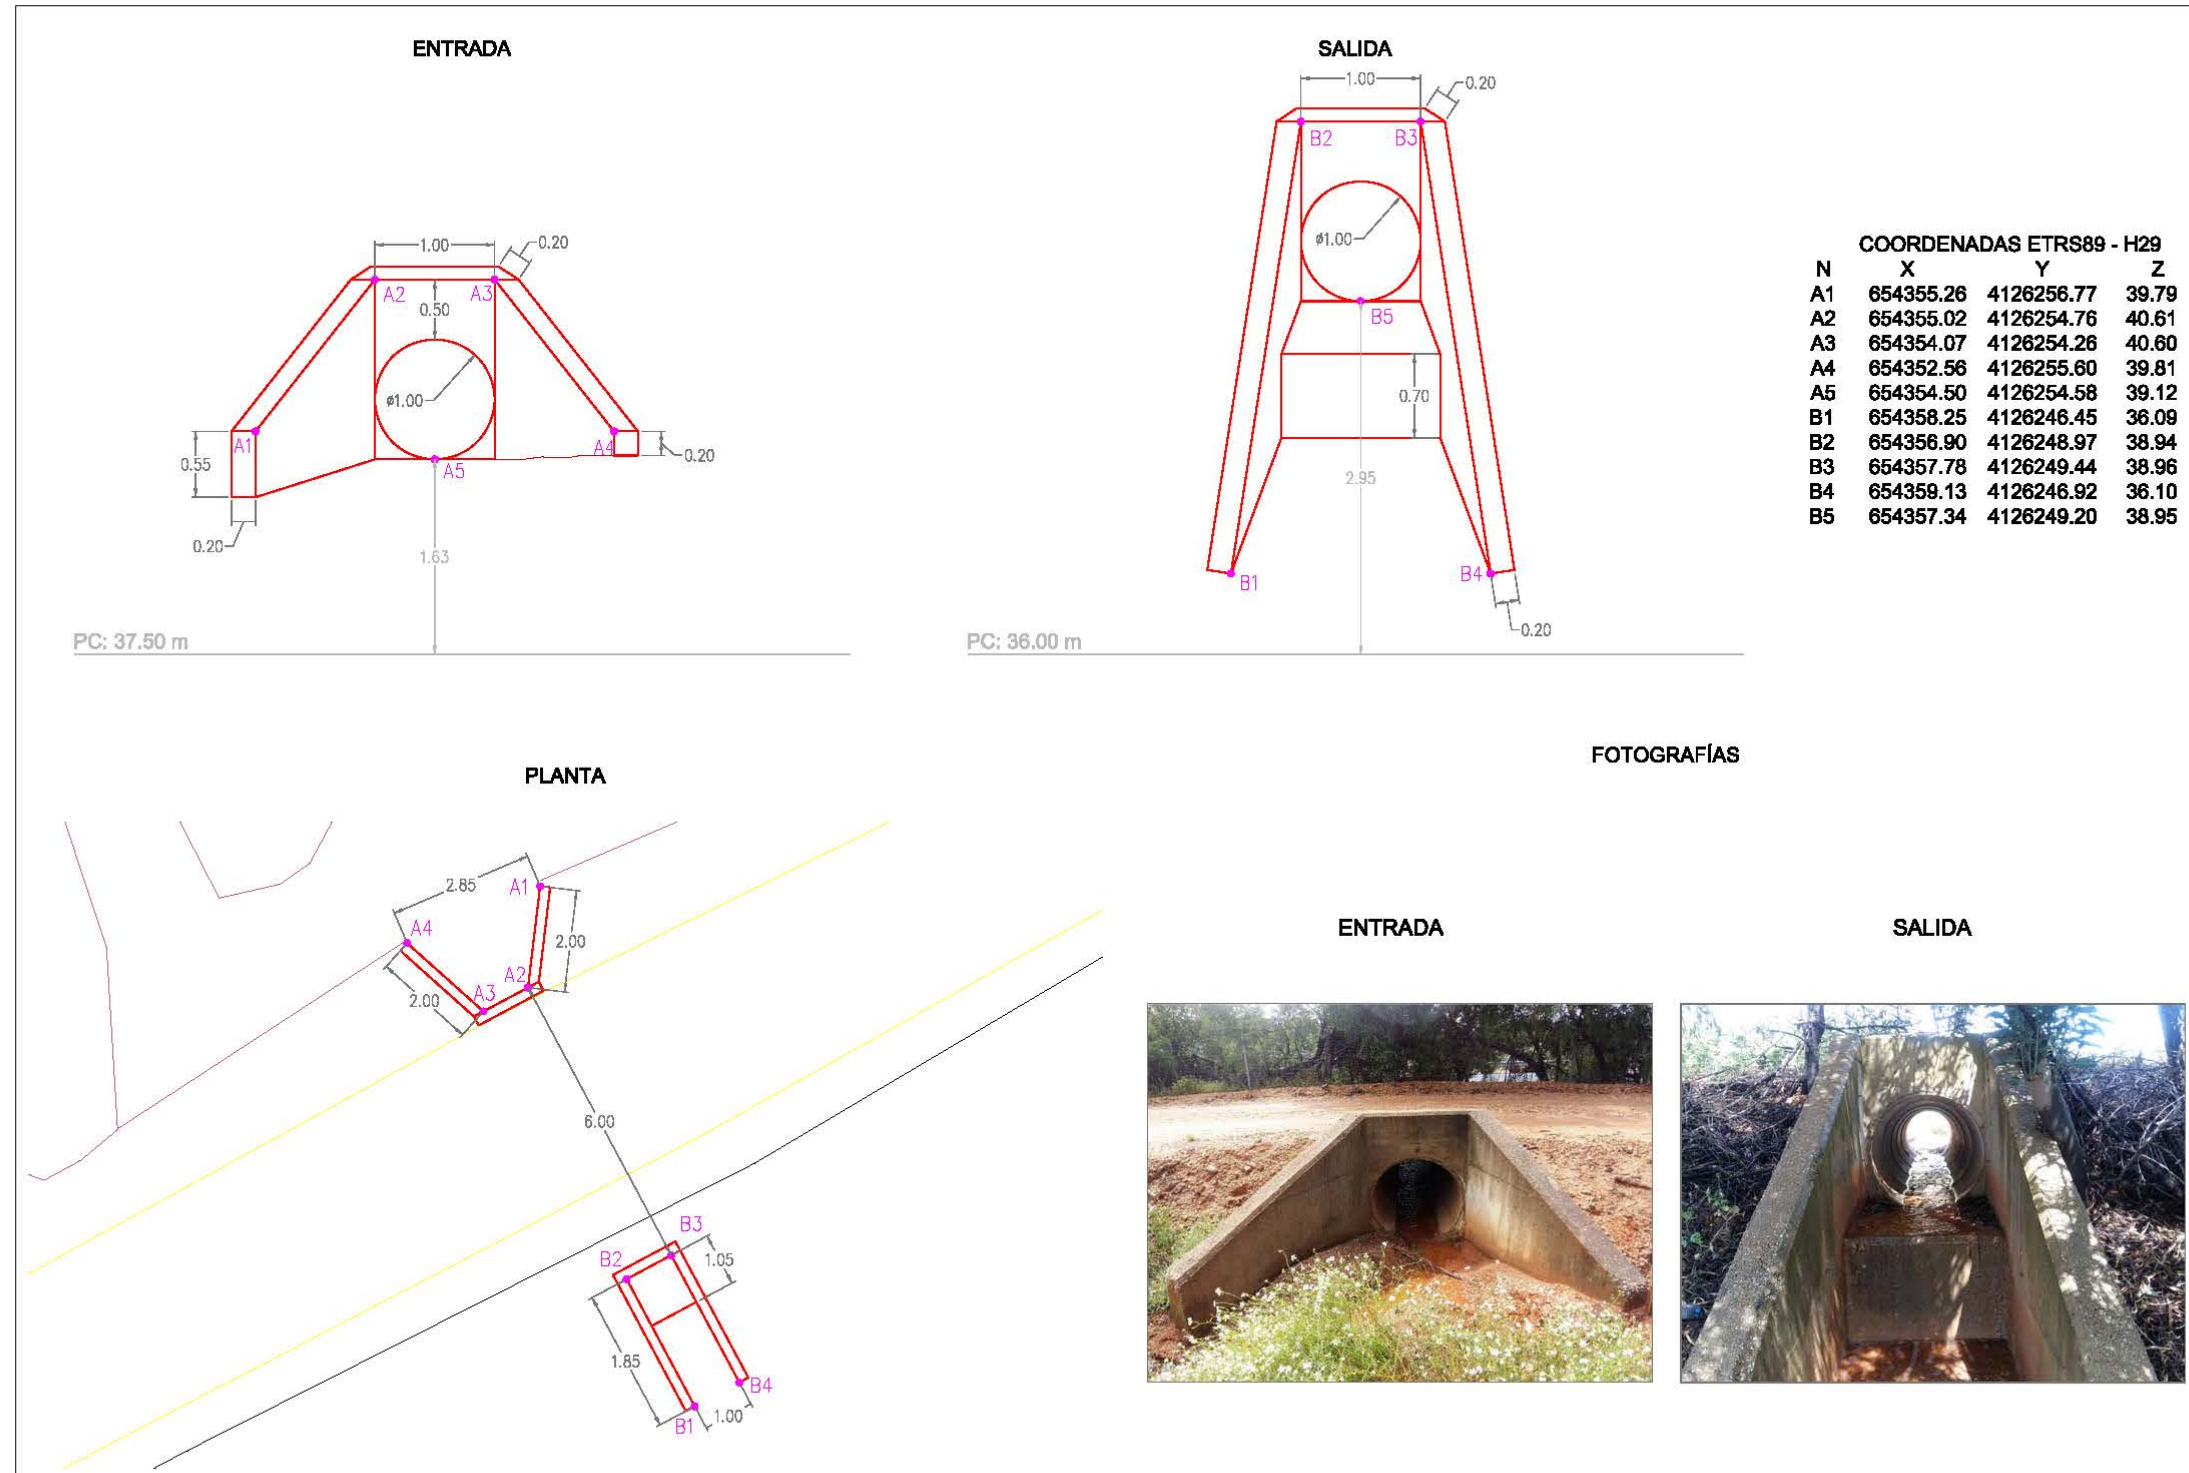 ENTRADA
1.00
0.20
A2
A3
0.50
ø1.00
A1
A4
A5
0.55
0.20
0.20
1.63
PC: 37.50 m
SALIDA
1.00
0.20
B2
B3
ø1.00
B5
0.70
2.95
B1
B4
0.20
PC: 36.00 m
COORDENADAS ETRS89 - H29
N X Y Z
A1 654355.26 4126256.77 39.79
A2 654355.02 4126254.76 40.61
A3 654354.07 4126254.26 40.60
A4 654352.56 4126255.60 39.81
A5 654354.50 4126254.58 39.12
B1 654358.25 4126246.45 36.09
B2 654356.90 4126248.97 38.94
B3 654357.78 4126249.44 38.96
B4 654359.13 4126246.92 36.10
B5 654357.34 4126249.20 38.95
PLANTA
2.85
A1
A4
2.00
A2
A3
2.00
6.00
B3
B2
1.05
1.85
B4
B1
1.00
FOTOGRAFÍAS
ENTRADA
SALIDA